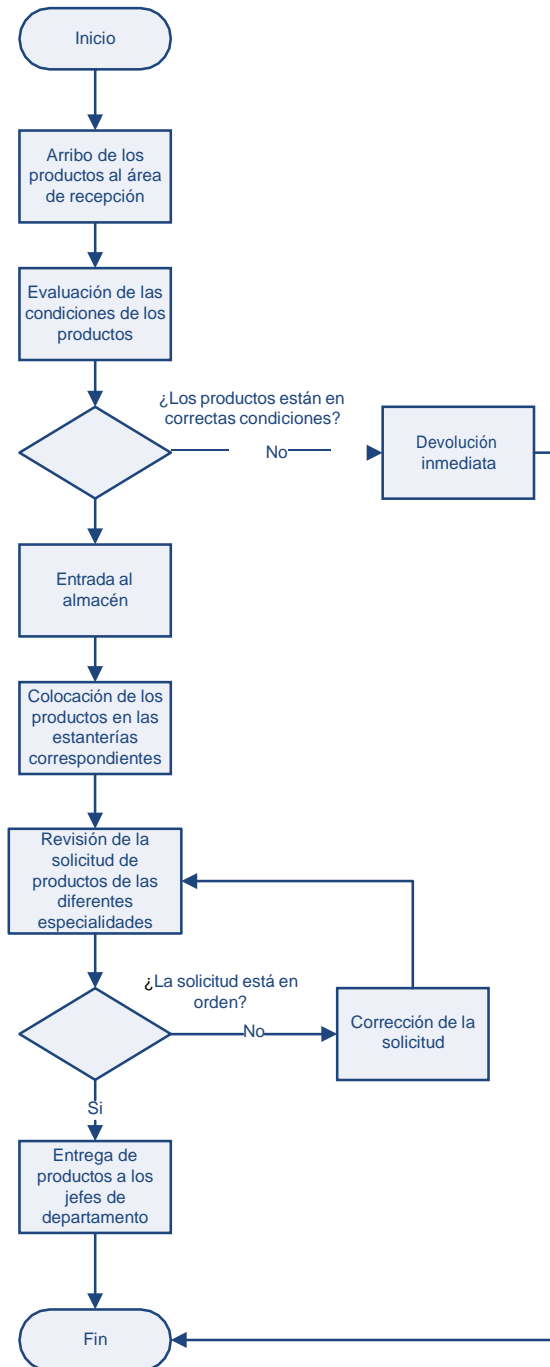 Inicio
Arribo de los
productos al área
de recepción
Evaluación de las
condiciones de los
productos
¿Los productos están en
correctas condiciones?
No
Devolución
inmediata
Entrada al
almacén
Colocación de los
productos en las
estanterías
correspondientes
Revisión de la
solicitud de
productos de las
diferentes
especialidades
¿La solicitud está en
orden?
No
Corrección de la
solicitud
Si
Entrega de
productos a los
jefes de
departamento
Fin